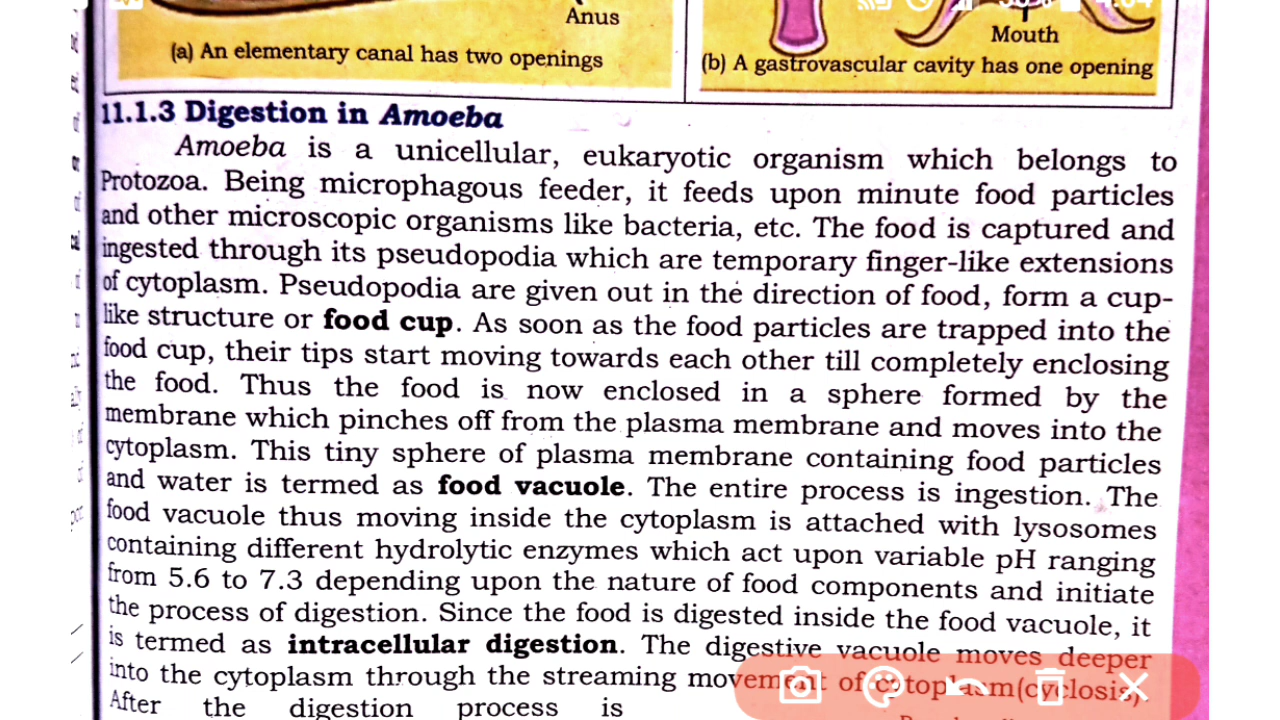 Anus
Mouth
(a) An elementary canal has two openings
(b) A gastrovascular cavity has one opening
11.1.3 Digestion in Amoeba
Amoeba is a unicellular, eukaryotic organism which belongs to
Protozoa. Being microphagous feeder, it feeds upon minute food particles
and other microscopic organisms like bacteria, etc. The food is captured and
ingested through its pseudopodia which are temporary finger-like extensions
of cytoplasm. Pseudopodia are given out in the direction of food, form a cup-
like structure or food cup. As soon as the food particles are trapped into the
food cup, their tips start moving towards each other till completely enclosing
the food. Thus the food is now enclosed in a sphere formed by the
membrane which pinches off from the plasma membrane and moves into the
cytoplasm. This tiny sphere of plasma membrane containing food particles
and water is termed as food vacuole. The entire process is ingestion. The
food vacuole thus moving inside the cytoplasm is attached with lysosomes
containing different hydrolytic enzymes which act upon variable pH ranging
from 5.6 to 7.3 depending upon the nature of food components and initiate
the process of digestion. Since the food is digested inside the food vacuole, it
is termed as intracellular digestion. The digestive vacuole moves deeper
into the cytoplasm through the streaming movement of cytoplasm(cyclosis).
After the digestion process is